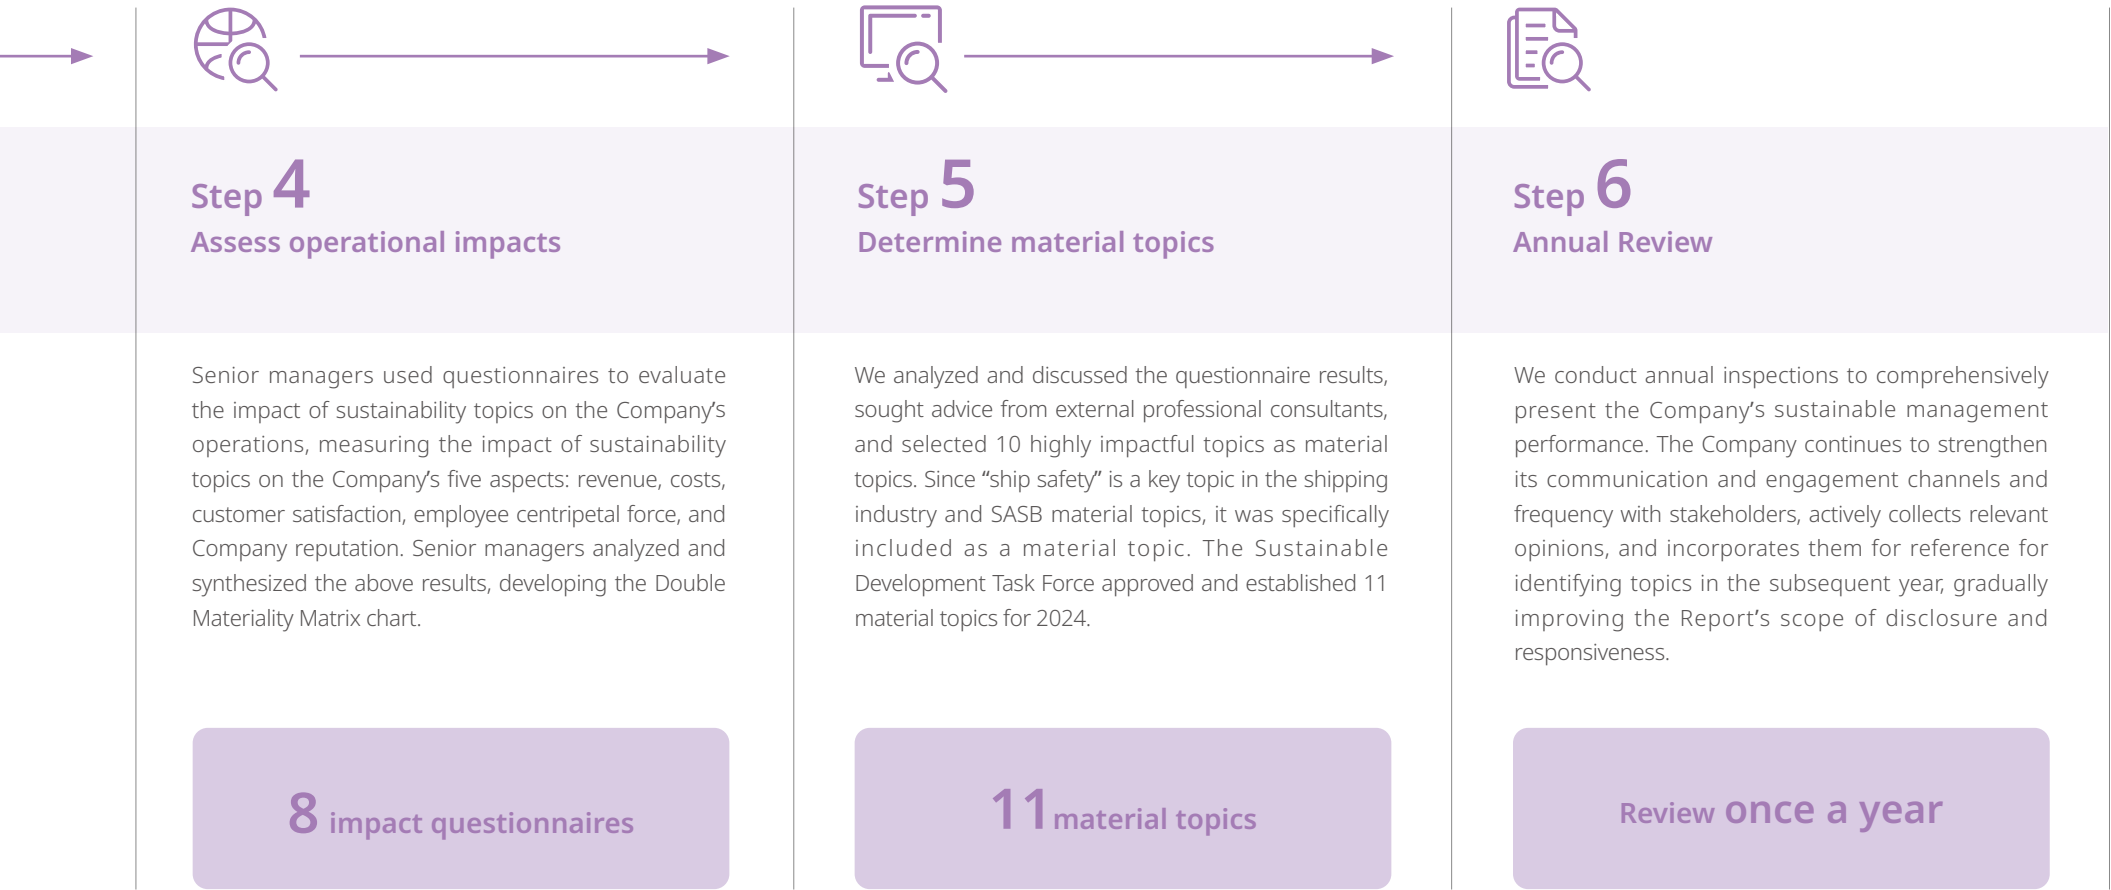 Step 4
Assess operational impacts
Senior managers used questionnaires to evaluate
the impact of sustainability topics on the Company's
operations, measuring the impact of sustainability
topics on the Company's five aspects: revenue, costs,
customer satisfaction, employee centripetal force, and
Company reputation. Senior managers analyzed and
synthesized the above results, developing the Double
Materiality Matrix chart.
8 impact questionnaires
Step 5
Determine material topics
We analyzed and discussed the questionnaire results,
sought advice from external professional consultants,
and selected 10 highly impactful topics as material
topics. Since “ship safety” is a key topic in the shipping
industry and SASB material topics, it was specifically
included as a material topic. The Sustainable
Development Task Force approved and established 11
material topics for 2024.
11 material topics
Step 6
Annual Review
We conduct annual inspections to comprehensively
present the Company's sustainable management
performance. The Company continues to strengthen
its communication and engagement channels and
frequency with stakeholders, actively collects relevant
opinions, and incorporates them for reference for
identifying topics in the subsequent year, gradually
improving the Report's scope of disclosure and
responsiveness.
Review once a year